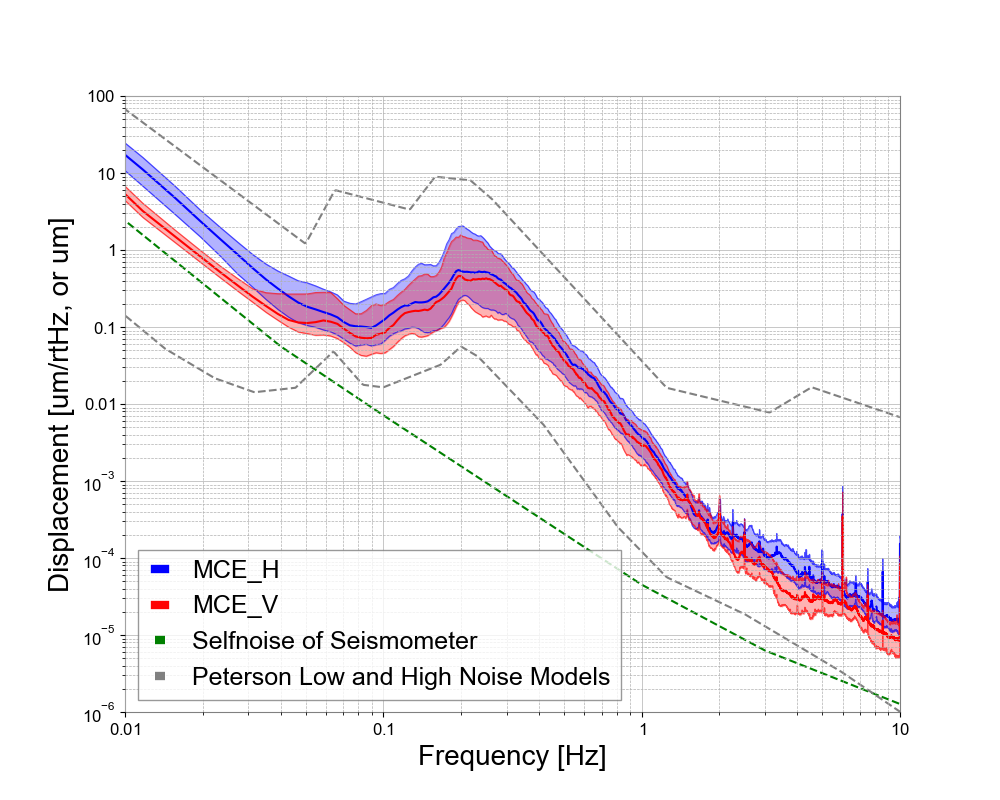 100
10
1
0.1
0.01
10⁻³
10⁻⁴
10⁻⁵
10⁻⁶
Displacement [um/rtHz, or um]
MCE_H
MCE_V
Selfnoise of Seismometer
Peterson Low and High Noise Models
0.01 0.1 1 10
Frequency [Hz]